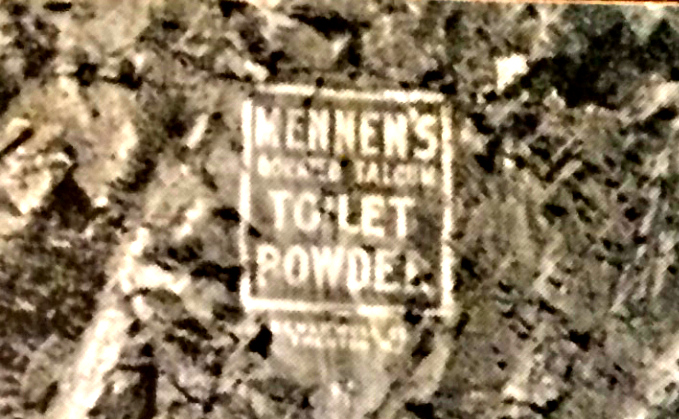 MENNEN'S
BORATED TALCUM
TOILET
POWDER